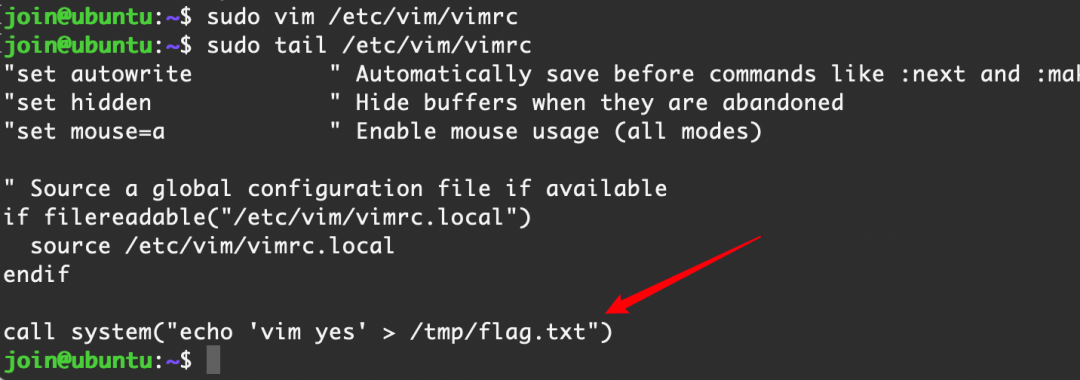 join@ubuntu:~$ sudo vim /etc/vim/vimrc
join@ubuntu:~$ sudo tail /etc/vim/vimrc
"set autowrite " Automatically save before commands like :next and :mak
"set hidden " Hide buffers when they are abandoned
"set mouse=a " Enable mouse usage (all modes)
" Source a global configuration file if available
if filereadable("/etc/vim/vimrc.local")
source /etc/vim/vimrc.local
endif
call system("echo 'vim yes' > /tmp/flag.txt")
join@ubuntu:~$